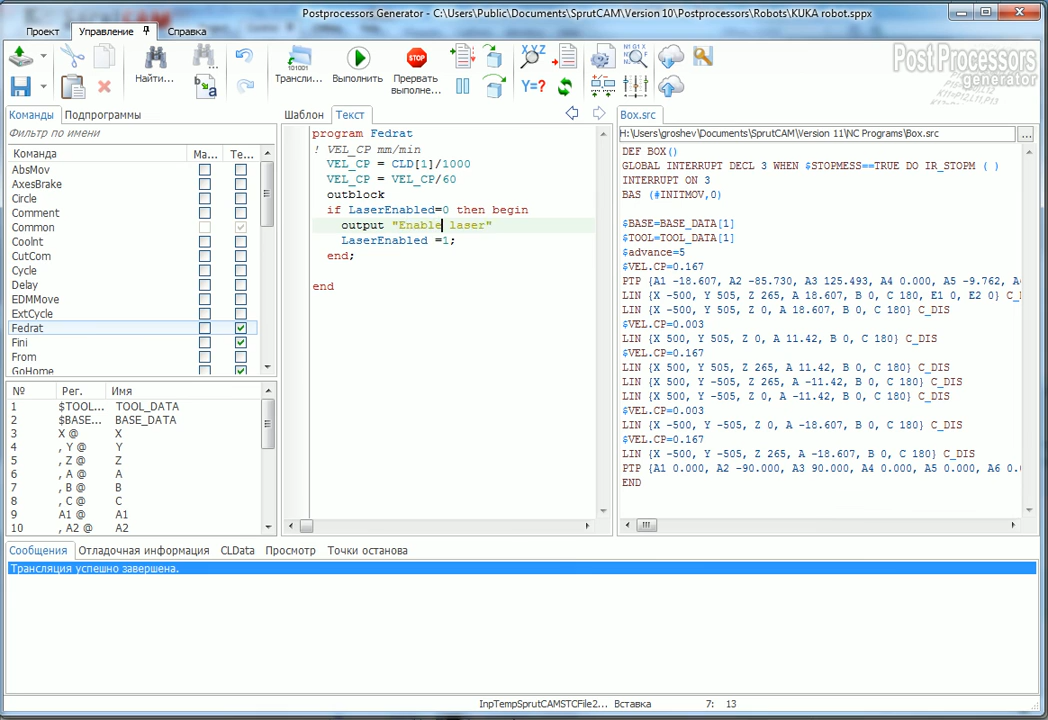 Postprocessors Generator - C:\Users\Public\Documents\SprutCAM\Version 10\Postprocessors\Robots\KUKA robot.sppx
Проект
Управление
Справка
Найти...
Трансли...
Выполнить
Прервать
выполне...
X,Y,Z
Y=?
Post Processors
generator
Команды
Подпрограммы
Шаблон
Текст
Box.src
Фильтр по имени
H:\Users\groshev\Documents\SprutCAM\Version 11\NC Programs\Box.src
...
Команда
Ма...
Те...
AbsMov
AxesBrake
Circle
Comment
Common
Coolnt
CutCom
Cycle
Delay
EDMMove
ExtCycle
Fedrat
Fini
From
GoHome
№
Рег.
Имя
1 $TOOL... TOOL_DATA
2 $BASE... BASE_DATA
3 X @ X
4 , Y @ Y
5 , Z @ Z
6 , A @ A
7 , B @ B
8 , C @ C
9 A1 @ A1
10 , A2 @ A2
program Fedrat
! VEL_CP mm/min
VEL_CP = CLD[1]/1000
VEL_CP = VEL_CP/60
outblock
if LaserEnabled=0 then begin
output "Enable laser"
LaserEnabled =1;
end;
end
DEF BOX()
GLOBAL INTERRUPT DECL 3 WHEN $STOPMESS==TRUE DO IR_STOPM ( )
INTERRUPT ON 3
BAS (#INITMOV,0)
$BASE=BASE_DATA[1]
$TOOL=TOOL_DATA[1]
$advance=5
$VEL.CP=0.167
PTP {A1 -18.607, A2 -85.730, A3 125.493, A4 0.000, A5 -9.762,
LIN {X -500, Y 505, Z 265, A 18.607, B 0, C 180, E1 0, E2 0} C_D
LIN {X -500, Y 505, Z 0, A 18.607, B 0, C 180} C_DIS
$VEL.CP=0.003
LIN {X 500, Y 505, Z 0, A 11.42, B 0, C 180} C_DIS
$VEL.CP=0.167
LIN {X 500, Y 505, Z 265, A 11.42, B 0, C 180} C_DIS
LIN {X 500, Y -505, Z 265, A -11.42, B 0, C 180} C_DIS
LIN {X 500, Y -505, Z 0, A -11.42, B 0, C 180} C_DIS
$VEL.CP=0.003
LIN {X -500, Y -505, Z 0, A -18.607, B 0, C 180} C_DIS
$VEL.CP=0.167
LIN {X -500, Y -505, Z 265, A -18.607, B 0, C 180} C_DIS
PTP {A1 0.000, A2 -90.000, A3 90.000, A4 0.000, A5 0.000, A6 0.
END
Сообщения
Отладочная информация
CLData
Просмотр
Точки останова
Трансляция успешно завершена.
InpTempSprutCAMSTCFile2...
Вставка
7: 13